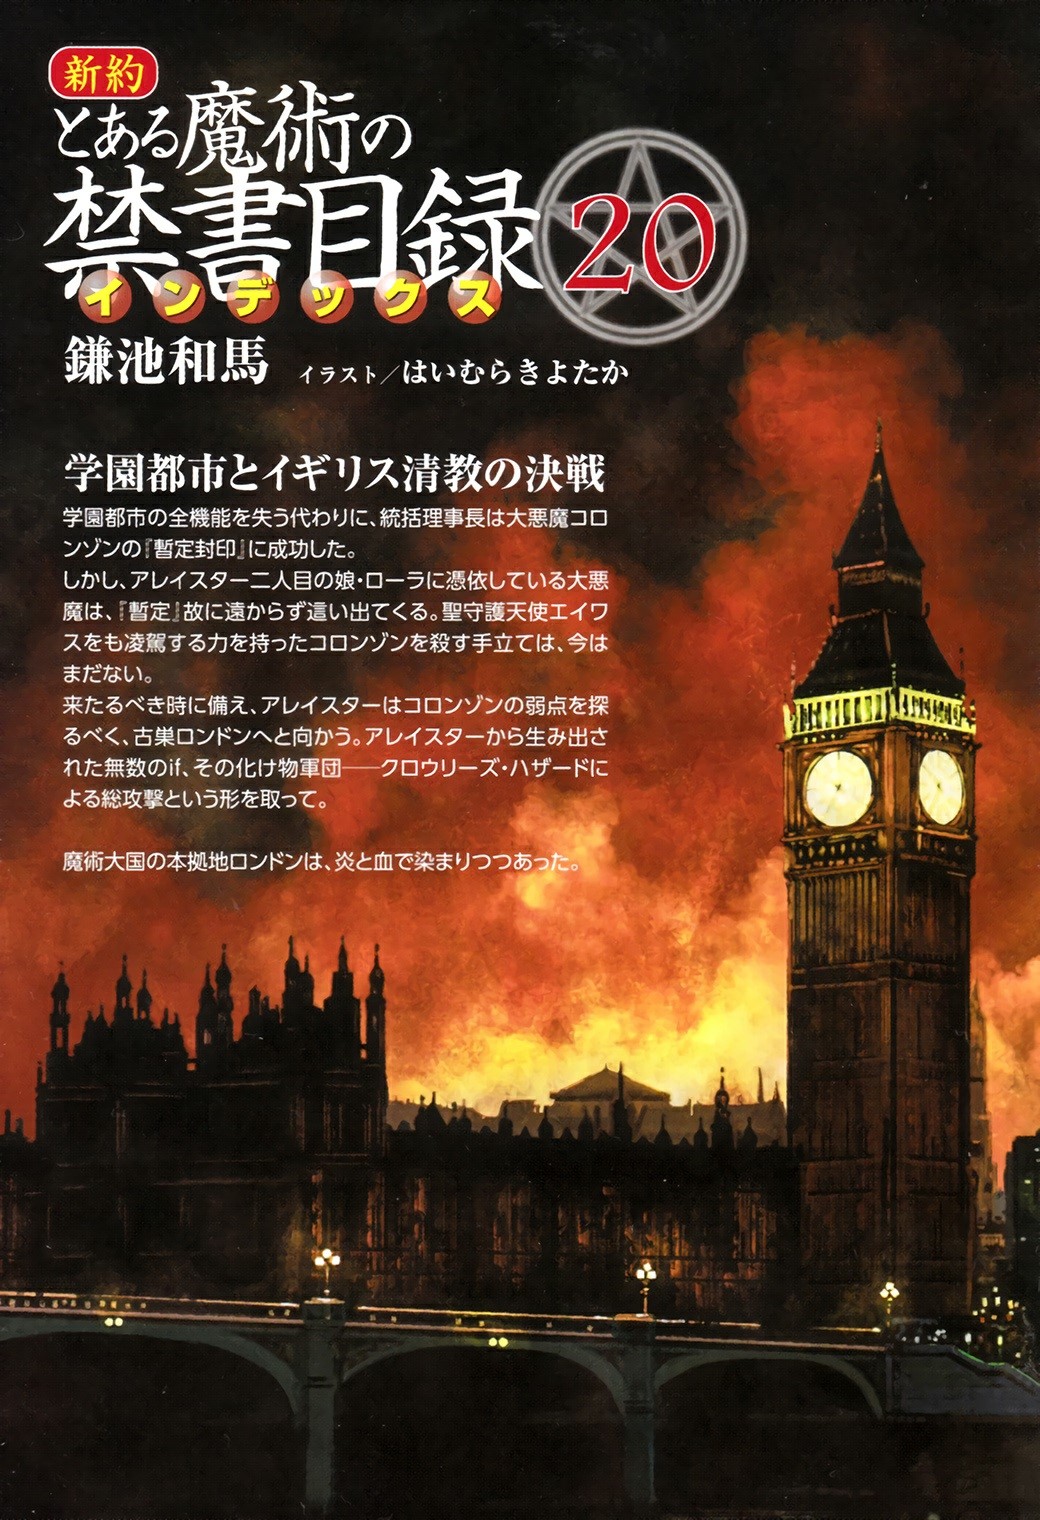 新約
とある魔術の
禁書目録
インデックス
20
鎌池和馬 イラスト／はいむらきよたか
学園都市とイギリス清教の決戦
学園都市の全機能を失う代わりに、統括理事長は大悪魔コロ
ンゾンの『暫定封印』に成功した。
しかし、アレイスター二人目の娘・ローラに憑依している大悪
魔は、『暫定』故に遠からず這い出てくる。聖守護天使エイワ
スをも凌駕する力を持ったコロンゾンを殺す手立ては、今は
まだない。
来たるべき時に備え、アレイスターはコロンゾンの弱点を探
るべく、古巣ロンドンへと向かう。アレイスターから生み出さ
れた無数のif、その化け物軍団──クロウリーズ・ハザードに
よる総攻撃という形を取って。
魔術大国の本拠地ロンドンは、炎と血で染まりつつあった。